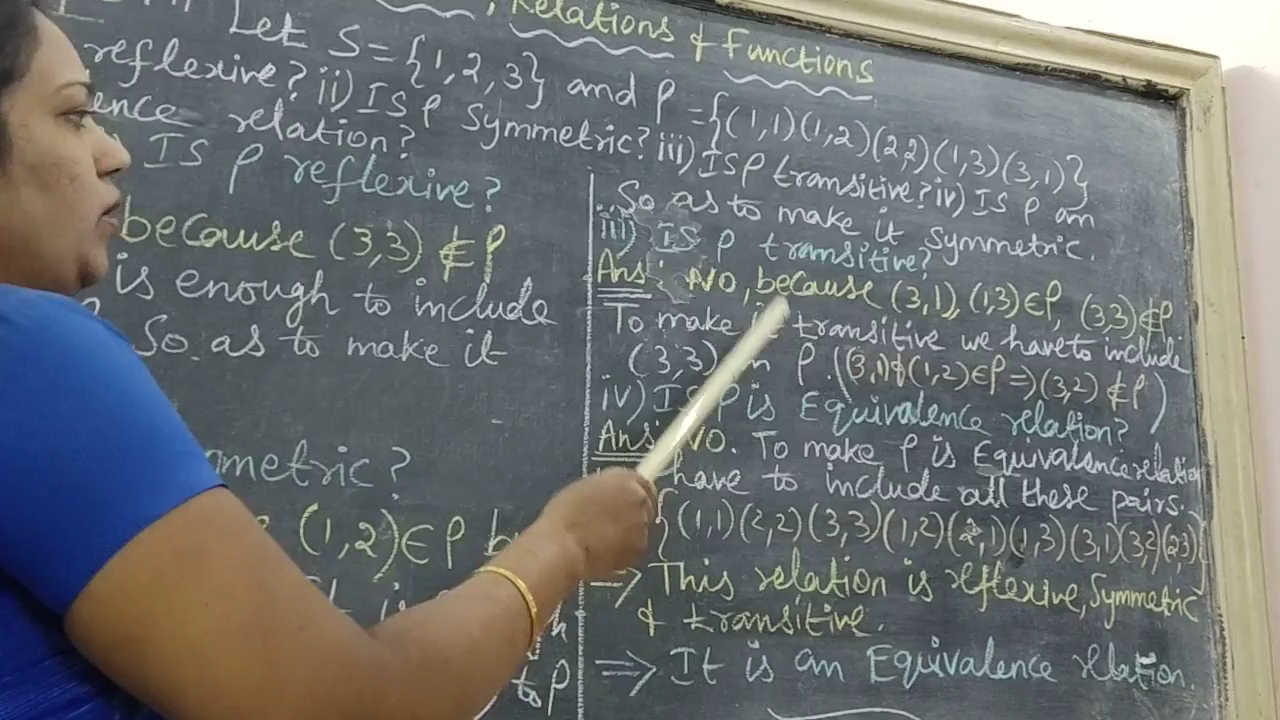 , Relations & Functions
Let S = {1, 2, 3} and ρ = {(1,1)(1,2)(2,2)(1,3)(3,1)}
reflexive? ii) IS ρ Symmetric? iii) IS ρ transitive? iv) IS ρ an
ence relation?
IS ρ reflexive?
because (3,3) ∉ ρ
is enough to include
So as to make it
mmetric?
(1,2) ∈ ρ b
to ρ
So as to make it Symmetric.
iii) IS ρ transitive?
Ans: NO, because (3,1), (1,3) ∈ ρ, (3,3) ∉ ρ
To make it transitive we have to include
(3,3) in ρ. ((3,1) & (1,2) ∈ ρ => (3,2) ∉ ρ)
iv) IS ρ is Equivalence relation?
Ans: NO. To make ρ is Equivalence relation
have to include all these pairs.
{(1,1)(2,2)(3,3)(1,2)(2,1)(1,3)(3,1)(3,2)(2,3)}
=> This relation is reflexive, Symmetric
& transitive.
=> It is an Equivalence relation.